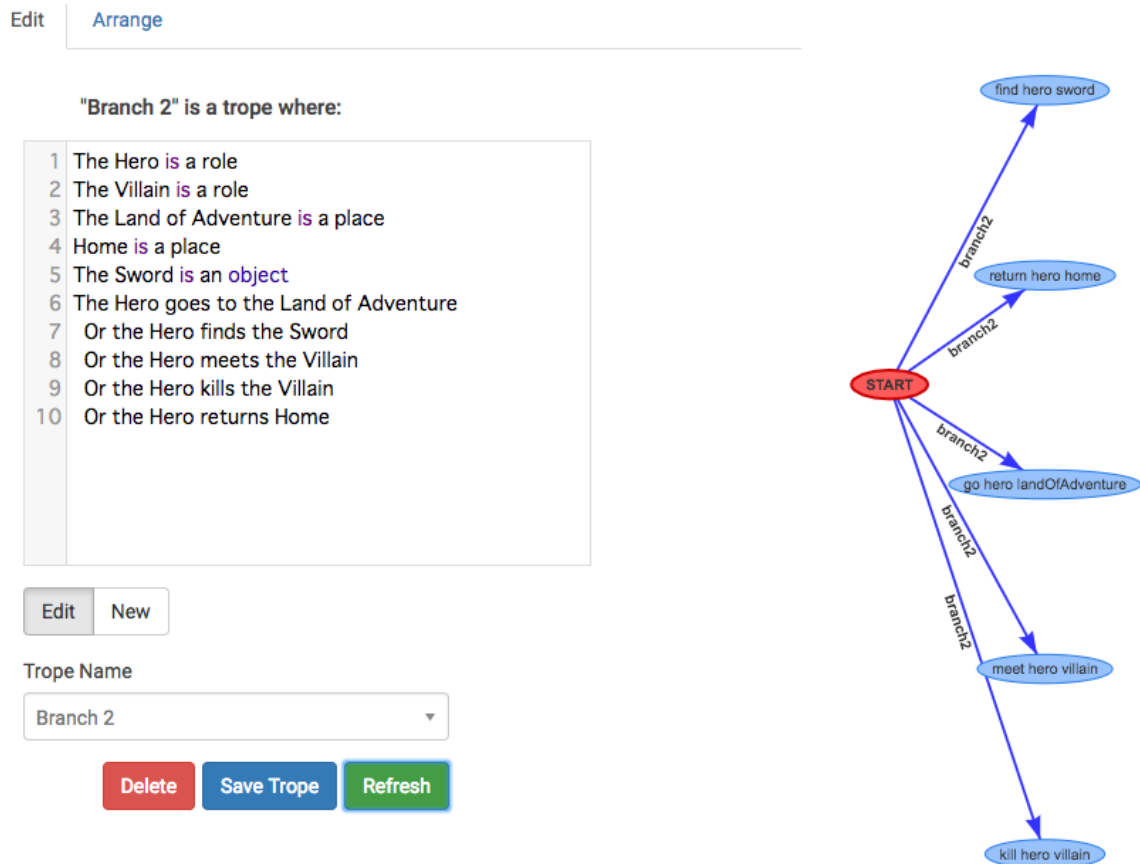 Edit
Arrange
"Branch 2" is a trope where:
1 The Hero is a role
2 The Villain is a role
3 The Land of Adventure is a place
4 Home is a place
5 The Sword is an object
6 The Hero goes to the Land of Adventure
7 Or the Hero finds the Sword
8 Or the Hero meets the Villain
9 Or the Hero kills the Villain
10 Or the Hero returns Home
Edit
New
Trope Name
Branch 2
Delete
Save Trope
Refresh
find hero sword
branch2
return hero home
branch2
START
branch2
go hero landOfAdventure
branch2
branch2
meet hero villain
kill hero villain